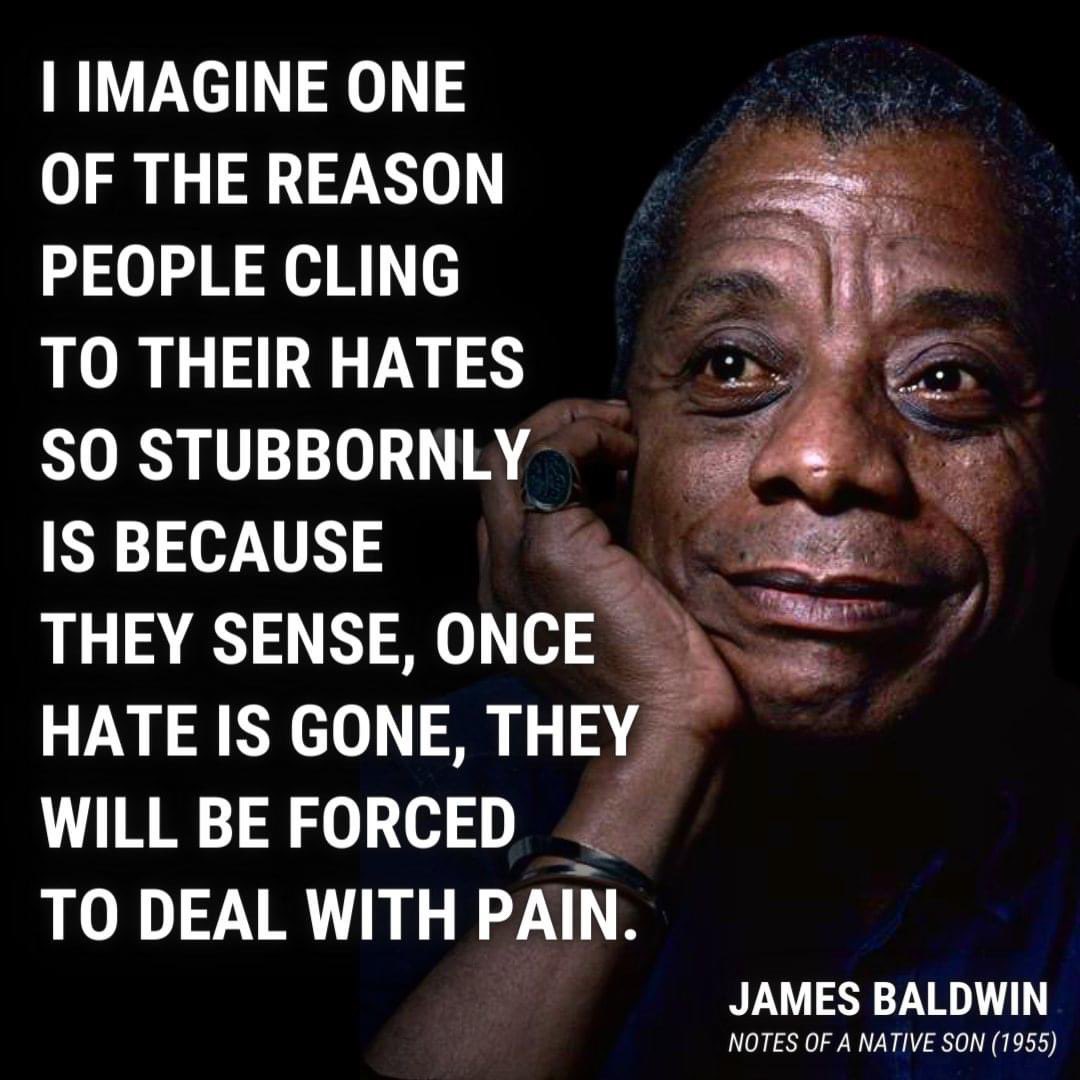 I IMAGINE ONE
OF THE REASON
PEOPLE CLING
TO THEIR HATES
SO STUBBORNLY
IS BECAUSE
THEY SENSE, ONCE
HATE IS GONE, THEY
WILL BE FORCED
TO DEAL WITH PAIN.
JAMES BALDWIN
NOTES OF A NATIVE SON (1955)